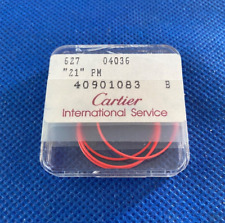 627 04036
"21" PM
40901083 B
Cartier
International Service